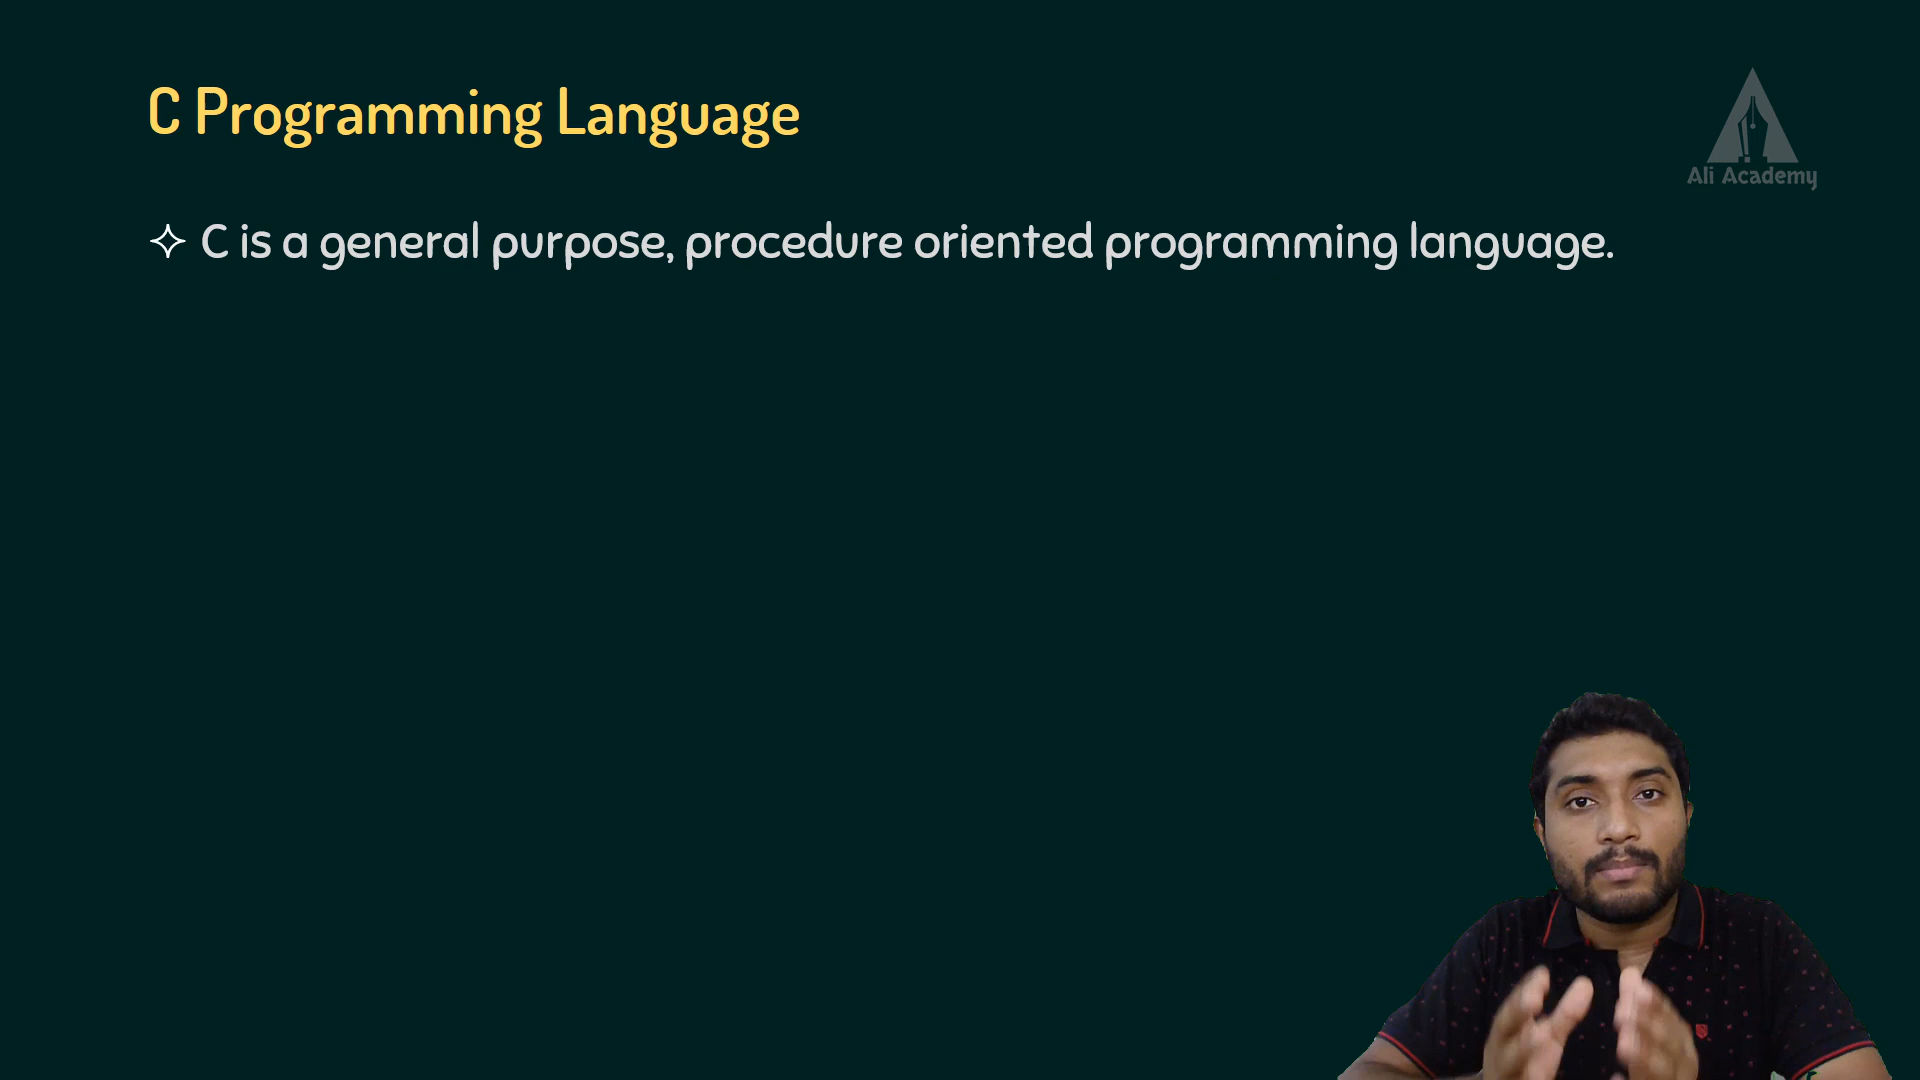 C Programming Language
Ali Academy
✧ C is a general purpose, procedure oriented programming language.